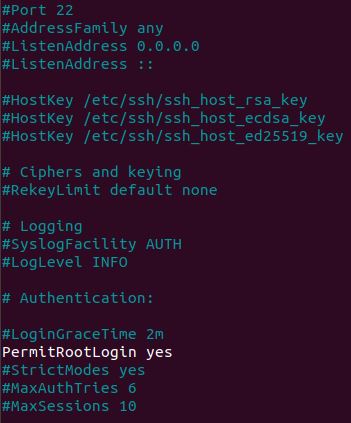 #Port 22
#AddressFamily any
#ListenAddress 0.0.0.0
#ListenAddress ::
#HostKey /etc/ssh/ssh_host_rsa_key
#HostKey /etc/ssh/ssh_host_ecdsa_key
#HostKey /etc/ssh/ssh_host_ed25519_key
# Ciphers and keying
#RekeyLimit default none
# Logging
#SyslogFacility AUTH
#LogLevel INFO
# Authentication:
#LoginGraceTime 2m
PermitRootLogin yes
#StrictModes yes
#MaxAuthTries 6
#MaxSessions 10